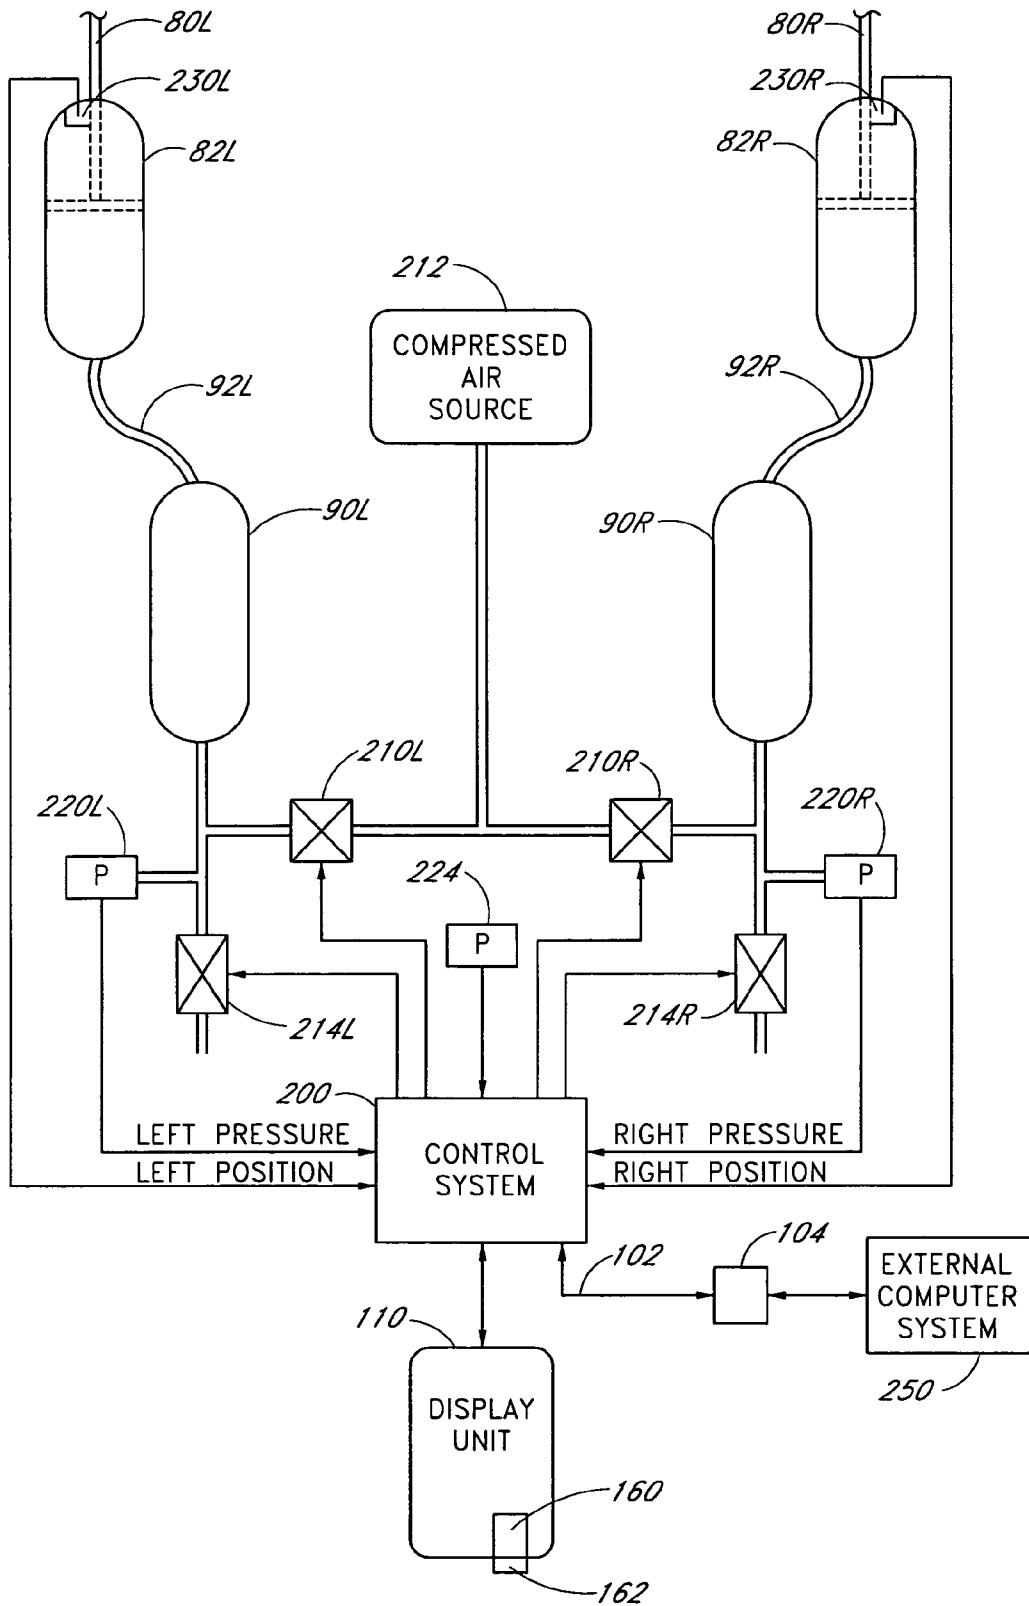 80L
80R
230L
230R
82L
82R
212
COMPRESSED
AIR
SOURCE
92L
92R
90L
90R
210L
210R
220L
220R
P
224
P
P
214L
214R
200
LEFT PRESSURE
RIGHT PRESSURE
CONTROL
SYSTEM
LEFT POSITION
RIGHT POSITION
102
104
EXTERNAL
COMPUTER
SYSTEM
110
250
DISPLAY
UNIT
160
162